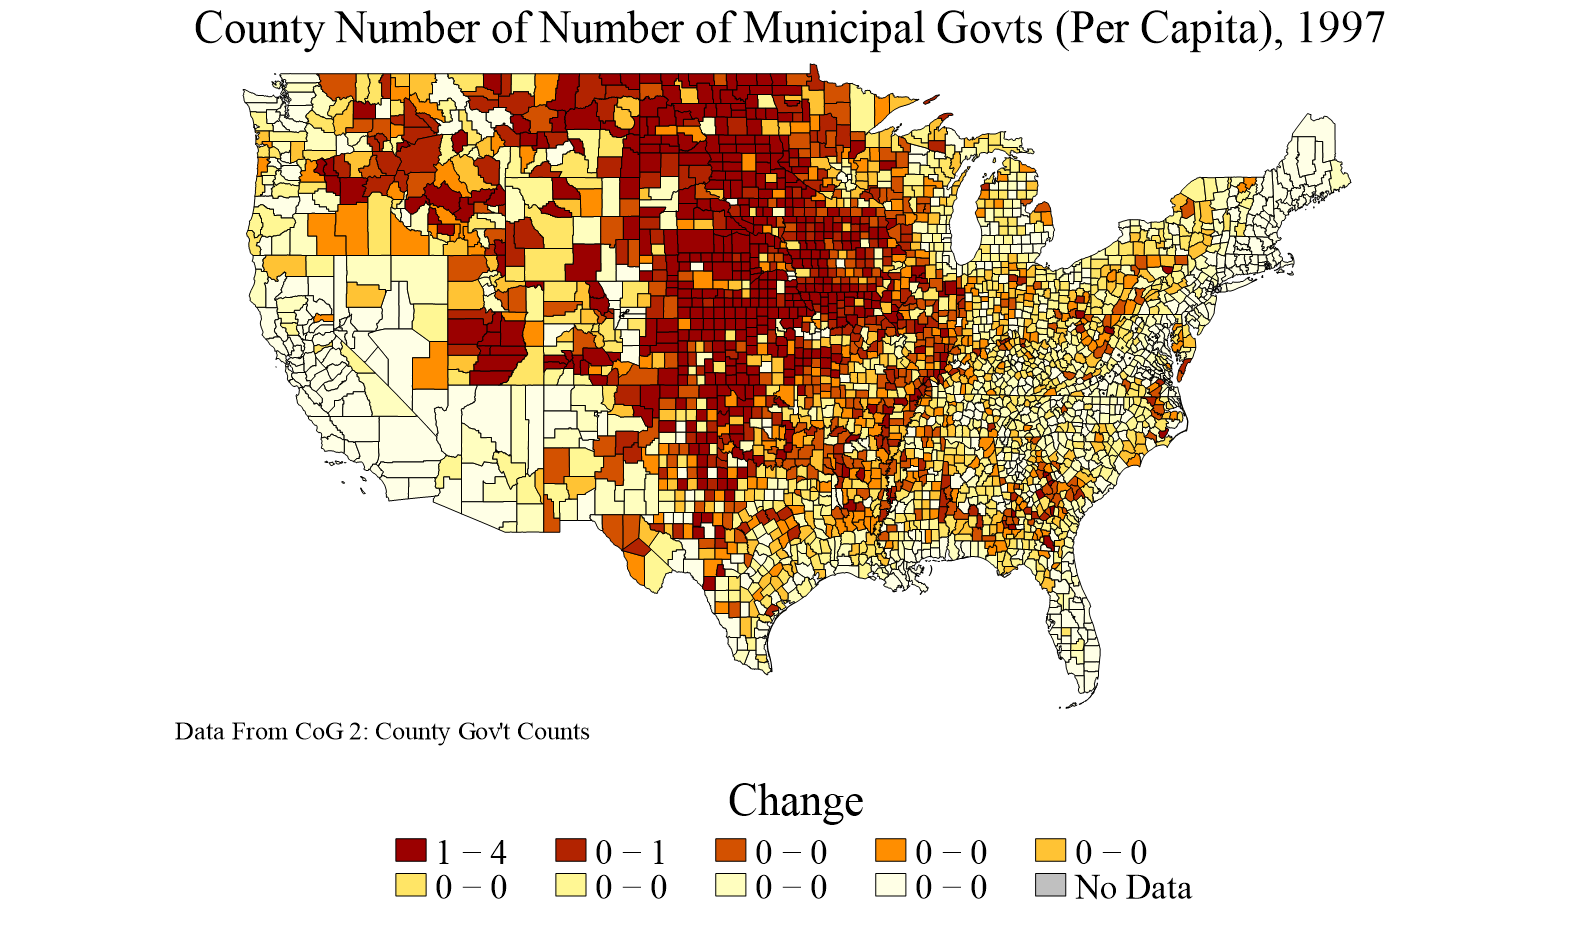 County Number of Number of Municipal Govts (Per Capita), 1997
Data From CoG 2: County Gov't Counts
Change
1 − 4 0 − 1 0 − 0 0 − 0 0 − 0
0 − 0 0 − 0 0 − 0 0 − 0 No Data